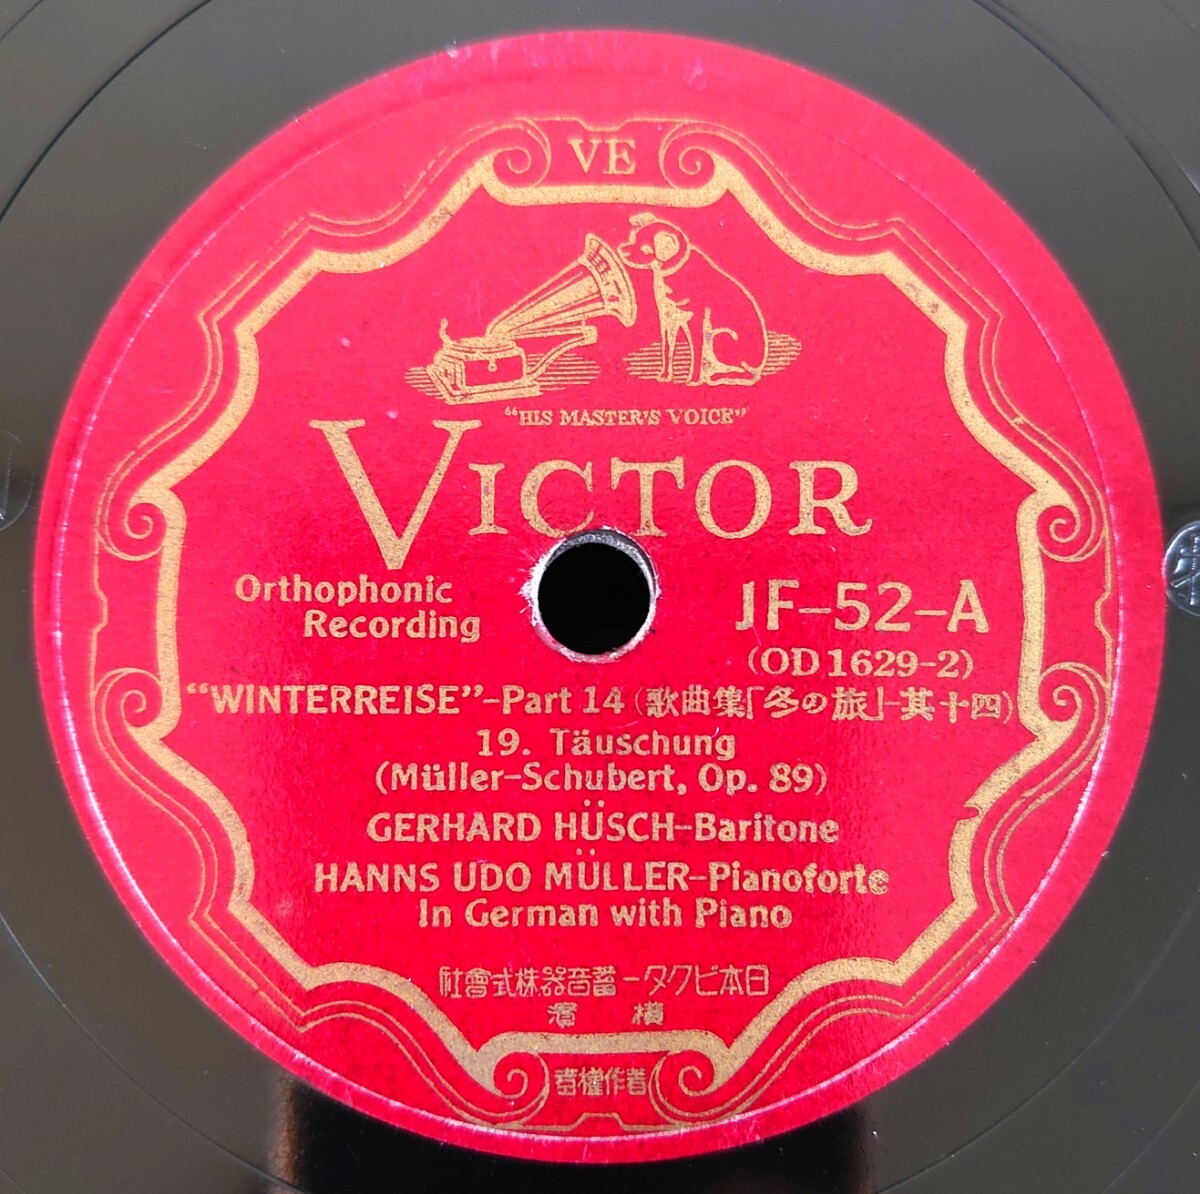 VE
"HIS MASTER'S VOICE"
VICTOR
Orthophonic
Recording
JF-52-A
(OD1629-2)
"WINTERREISE"-Part 14 (歌曲集「冬の旅」-其十四)
19. Täuschung
(Müller-Schubert, Op. 89)
GERHARD HÜSCH-Baritone
HANNS UDO MÜLLER-Pianoforte
In German with Piano
社會式株器音蓄ータクビ本日
濱 横
者權作著